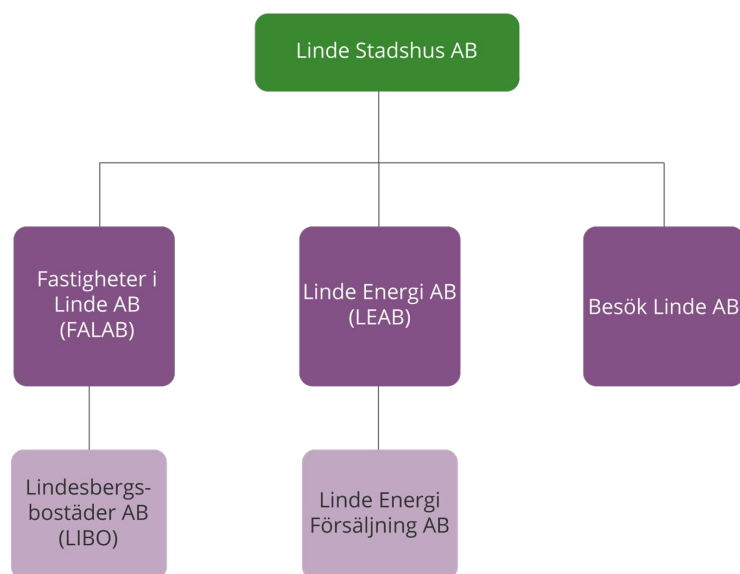 Linde Stadshus AB
Fastigheter i
Linde AB
(FALAB)
Linde Energi AB
(LEAB)
Besök Linde AB
Lindesbergs-
bostäder AB
(LIBO)
Linde Energi
Försäljning AB